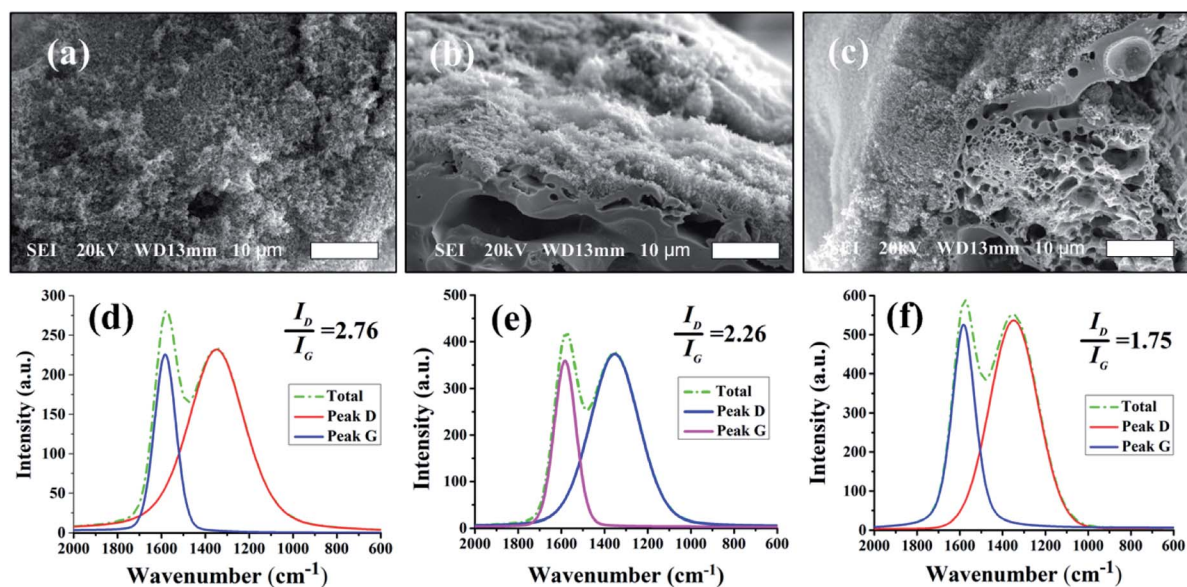 (a)
SEI 20kV WD13mm 10 μm
(b)
SEI 20kV WD13mm 10 μm
(c)
SEI 20kV WD13mm 10 μm
(d)
I_D/I_G=2.76
Total
Peak D
Peak G
Intensity (a.u.)
300
250
200
150
100
50
0
2000 1800 1600 1400 1200 1000 800 600
Wavenumber (cm⁻¹)
(e)
I_D/I_G=2.26
Total
Peak D
Peak G
Intensity (a.u.)
500
400
300
200
100
0
2000 1800 1600 1400 1200 1000 800 600
Wavenumber (cm⁻¹)
(f)
I_D/I_G=1.75
Total
Peak D
Peak G
Intensity (a.u.)
600
500
400
300
200
100
0
2000 1800 1600 1400 1200 1000 800 600
Wavenumber (cm⁻¹)